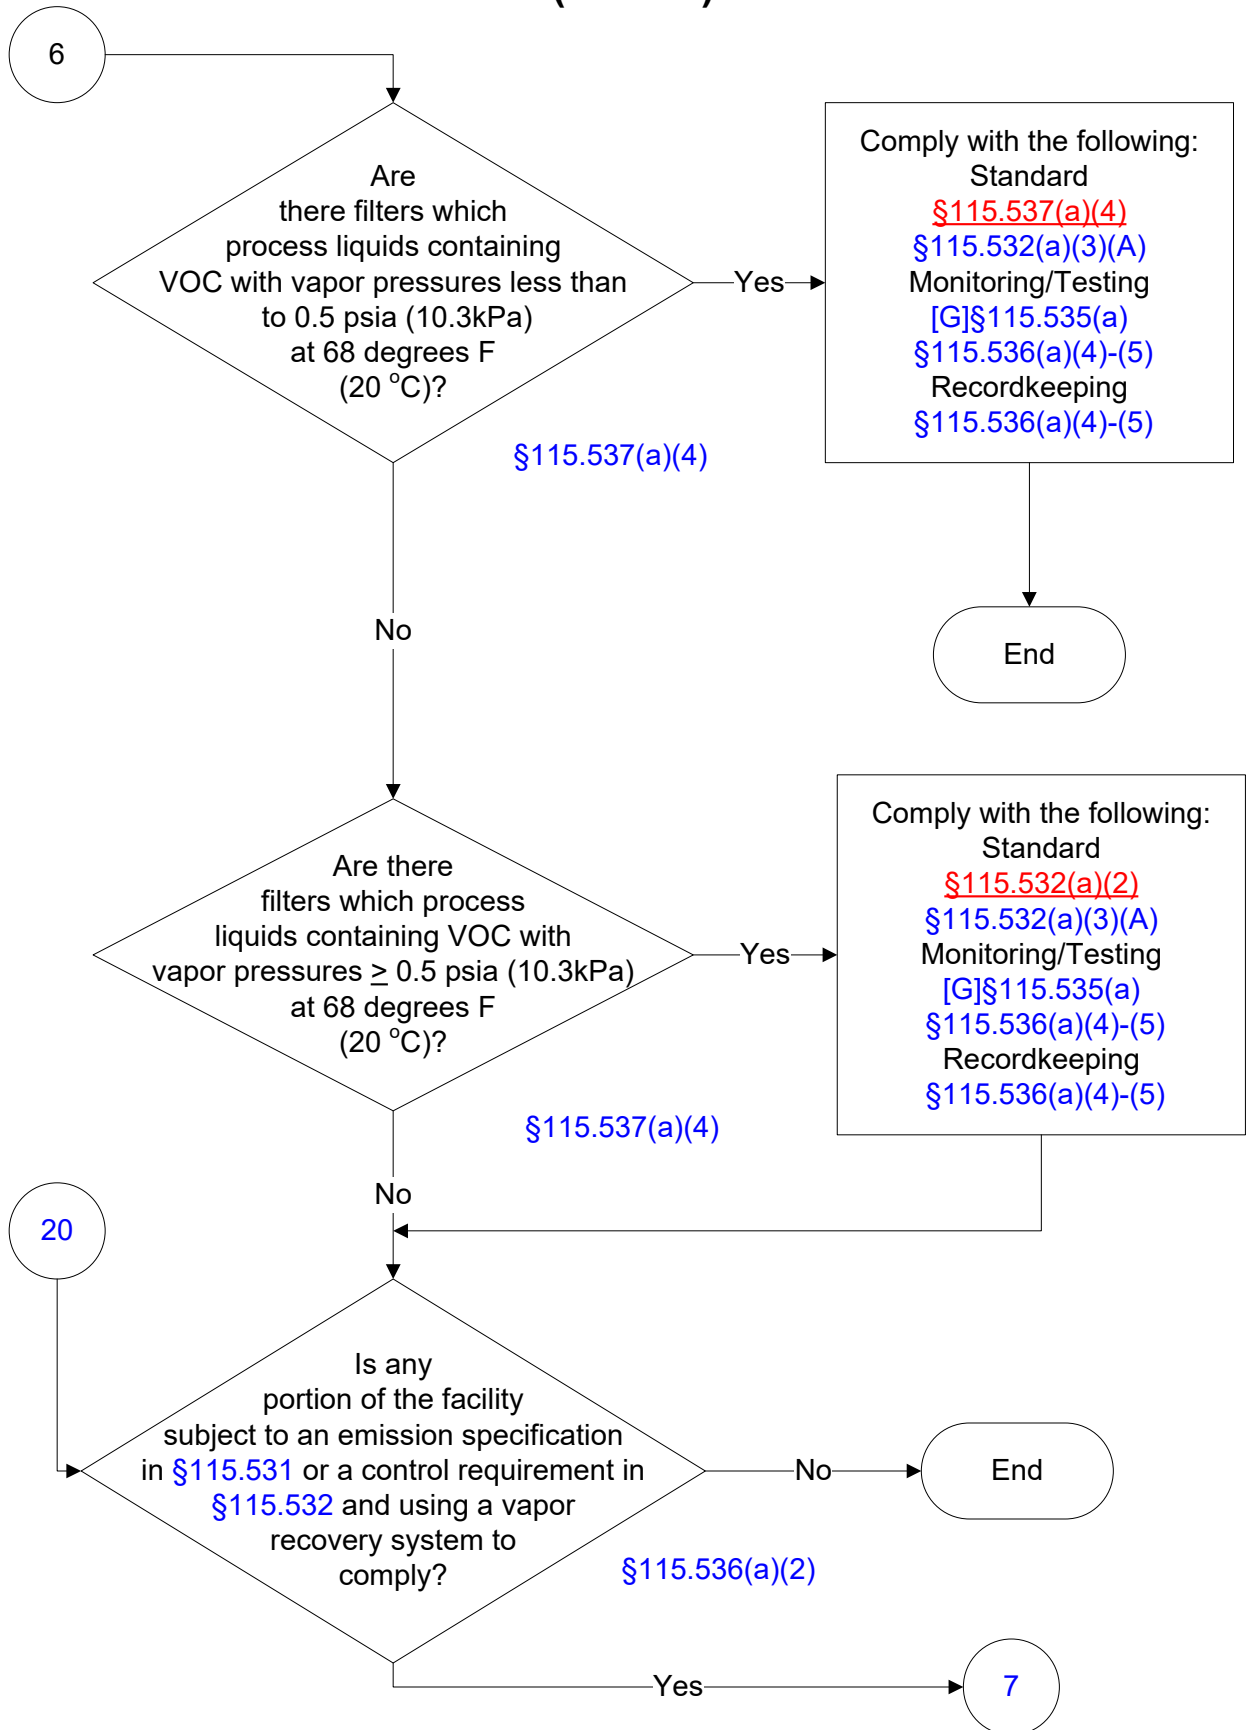 6
Are
there filters which
process liquids containing
VOC with vapor pressures less than
to 0.5 psia (10.3kPa)
at 68 degrees F
(20 °C)?
§115.537(a)(4)
Yes
Comply with the following:
Standard
§115.537(a)(4)
§115.532(a)(3)(A)
Monitoring/Testing
[G]§115.535(a)
§115.536(a)(4)-(5)
Recordkeeping
§115.536(a)(4)-(5)
End
No
Are there
filters which process
liquids containing VOC with
vapor pressures ≥ 0.5 psia (10.3kPa)
at 68 degrees F
(20 °C)?
§115.537(a)(4)
Yes
Comply with the following:
Standard
§115.532(a)(2)
§115.532(a)(3)(A)
Monitoring/Testing
[G]§115.535(a)
§115.536(a)(4)-(5)
Recordkeeping
§115.536(a)(4)-(5)
No
20
Is any
portion of the facility
subject to an emission specification
in §115.531 or a control requirement in
§115.532 and using a vapor
recovery system to
comply?
§115.536(a)(2)
No
End
Yes
7